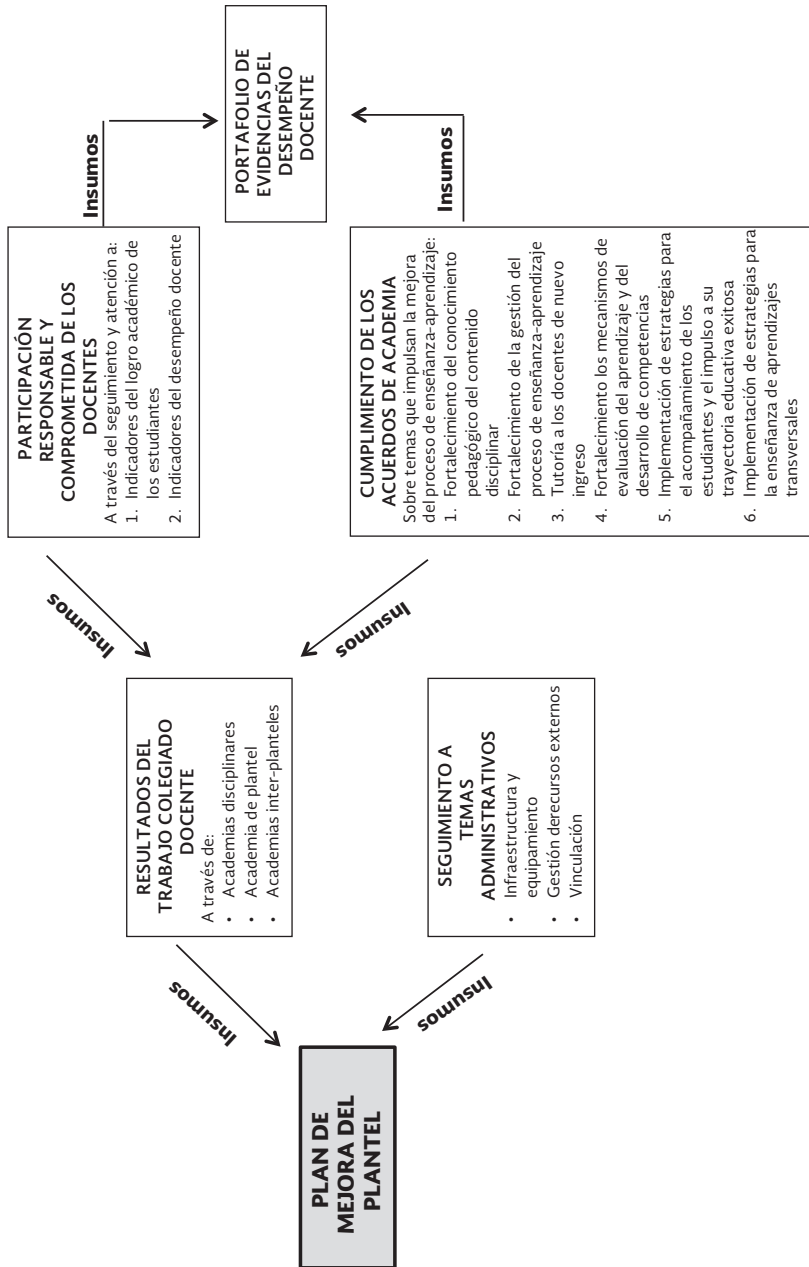 PLAN DE
MEJORA DEL
PLANTEL
Insumos
Insumos
RESULTADOS DEL
TRABAJO COLEGIADO
DOCENTE
A través de:
• Academias disciplinares
• Academia de plantel
• Academias inter-planteles
SEGUIMIENTO A
TEMAS
ADMINISTRATIVOS
• Infraestructura y
equipamiento
• Gestión derecursos externos
• Vinculación
Insumos
Insumos
PARTICIPACIÓN
RESPONSABLE Y
COMPROMETIDA DE LOS
DOCENTES
A través del seguimiento y atención a:
1. Indicadores del logro académico de
los estudiantes
2. Indicadores del desempeño docente
CUMPLIMIENTO DE LOS
ACUERDOS DE ACADEMIA
Sobre temas que impulsan la mejora
del proceso de enseñanza-aprendizaje:
1. Fortalecimiento del conocimiento
pedagógico del contenido
disciplinar
2. Fortalecimiento de la gestión del
proceso de enseñanza-aprendizaje
3. Tutoría a los docentes de nuevo
ingreso
4. Fortalecimiento los mecanismos de
evaluación del aprendizaje y del
desarrollo de competencias
5. Implementación de estrategias para
el acompañamiento de los
estudiantes y el impulso a su
trayectoria educativa exitosa
6. Implementación de estrategias para
la enseñanza de aprendizajes
transversales
Insumos
Insumos
PORTAFOLIO DE
EVIDENCIAS DEL
DESEMPEÑO
DOCENTE